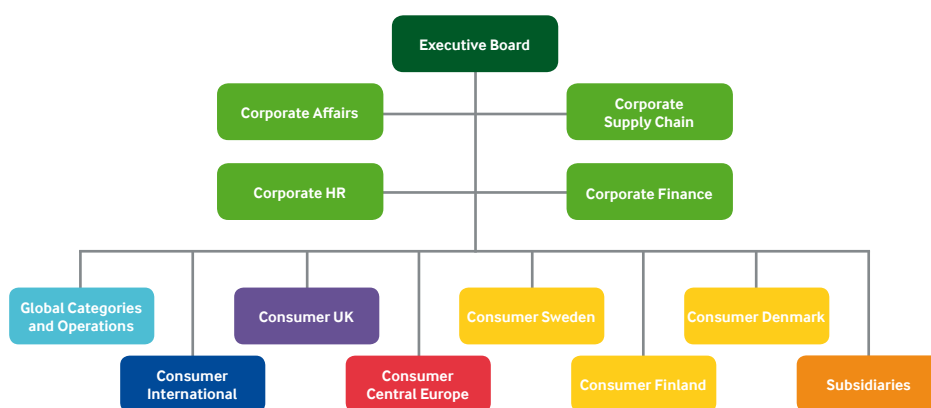 Executive Board
Corporate Affairs
Corporate
Supply Chain
Corporate HR
Corporate Finance
Global Categories
and Operations
Consumer UK
Consumer Sweden
Consumer Denmark
Consumer
International
Consumer
Central Europe
Consumer Finland
Subsidiaries